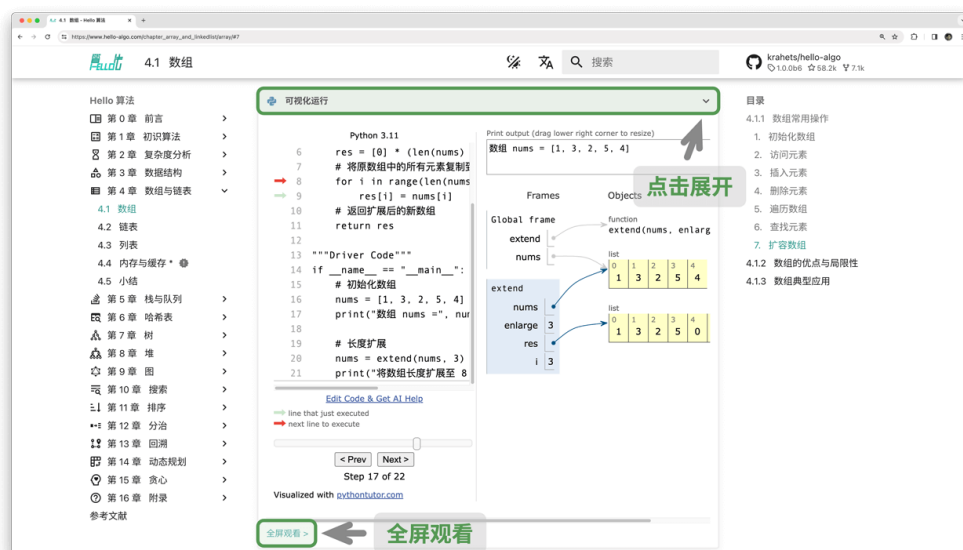 4.1 数组 - Hello 算法
https://www.hello-algo.com/chapter_array_and_linkedlist/array/#7
4.1 数组
搜索
krahets/hello-algo
1.0.0b6 58.2k 7.1k
Hello 算法
第 0 章 前言
第 1 章 初识算法
第 2 章 复杂度分析
第 3 章 数据结构
第 4 章 数组与链表
4.1 数组
4.2 链表
4.3 列表
4.4 内存与缓存 *
4.5 小结
第 5 章 栈与队列
第 6 章 哈希表
第 7 章 树
第 8 章 堆
第 9 章 图
第 10 章 搜索
第 11 章 排序
第 12 章 分治
第 13 章 回溯
第 14 章 动态规划
第 15 章 贪心
第 16 章 附录
参考文献
可视化运行
Python 3.11
6 res = [0] * (len(nums)
7 # 将原数组中的所有元素复制到
8 for i in range(len(nums
9 res[i] = nums[i]
10 # 返回扩展后的新数组
11 return res
12
13 """Driver Code"""
14 if __name__ == "__main__":
15 # 初始化数组
16 nums = [1, 3, 2, 5, 4]
17 print("数组 nums =", nur
18
19 # 长度扩展
20 nums = extend(nums, 3)
21 print("将数组长度扩展至 8
Edit Code & Get AI Help
line that just executed
next line to execute
< Prev Next >
Step 17 of 22
Visualized with pythontutor.com
全屏观看 >
全屏观看
Print output (drag lower right corner to resize)
数组 nums = [1, 3, 2, 5, 4]
点击展开
Frames Objects
Global frame
extend
nums
function
extend(nums, enlarg
list
0 1 2 3 4
1 3 2 5 4
extend
nums
enlarge 3
res
i 3
list
0 1 2 3 4
1 3 2 5 0
目录
4.1.1 数组常用操作
1. 初始化数组
2. 访问元素
3. 插入元素
4. 删除元素
5. 遍历数组
6. 查找元素
7. 扩容数组
4.1.2 数组的优点与局限性
4.1.3 数组典型应用